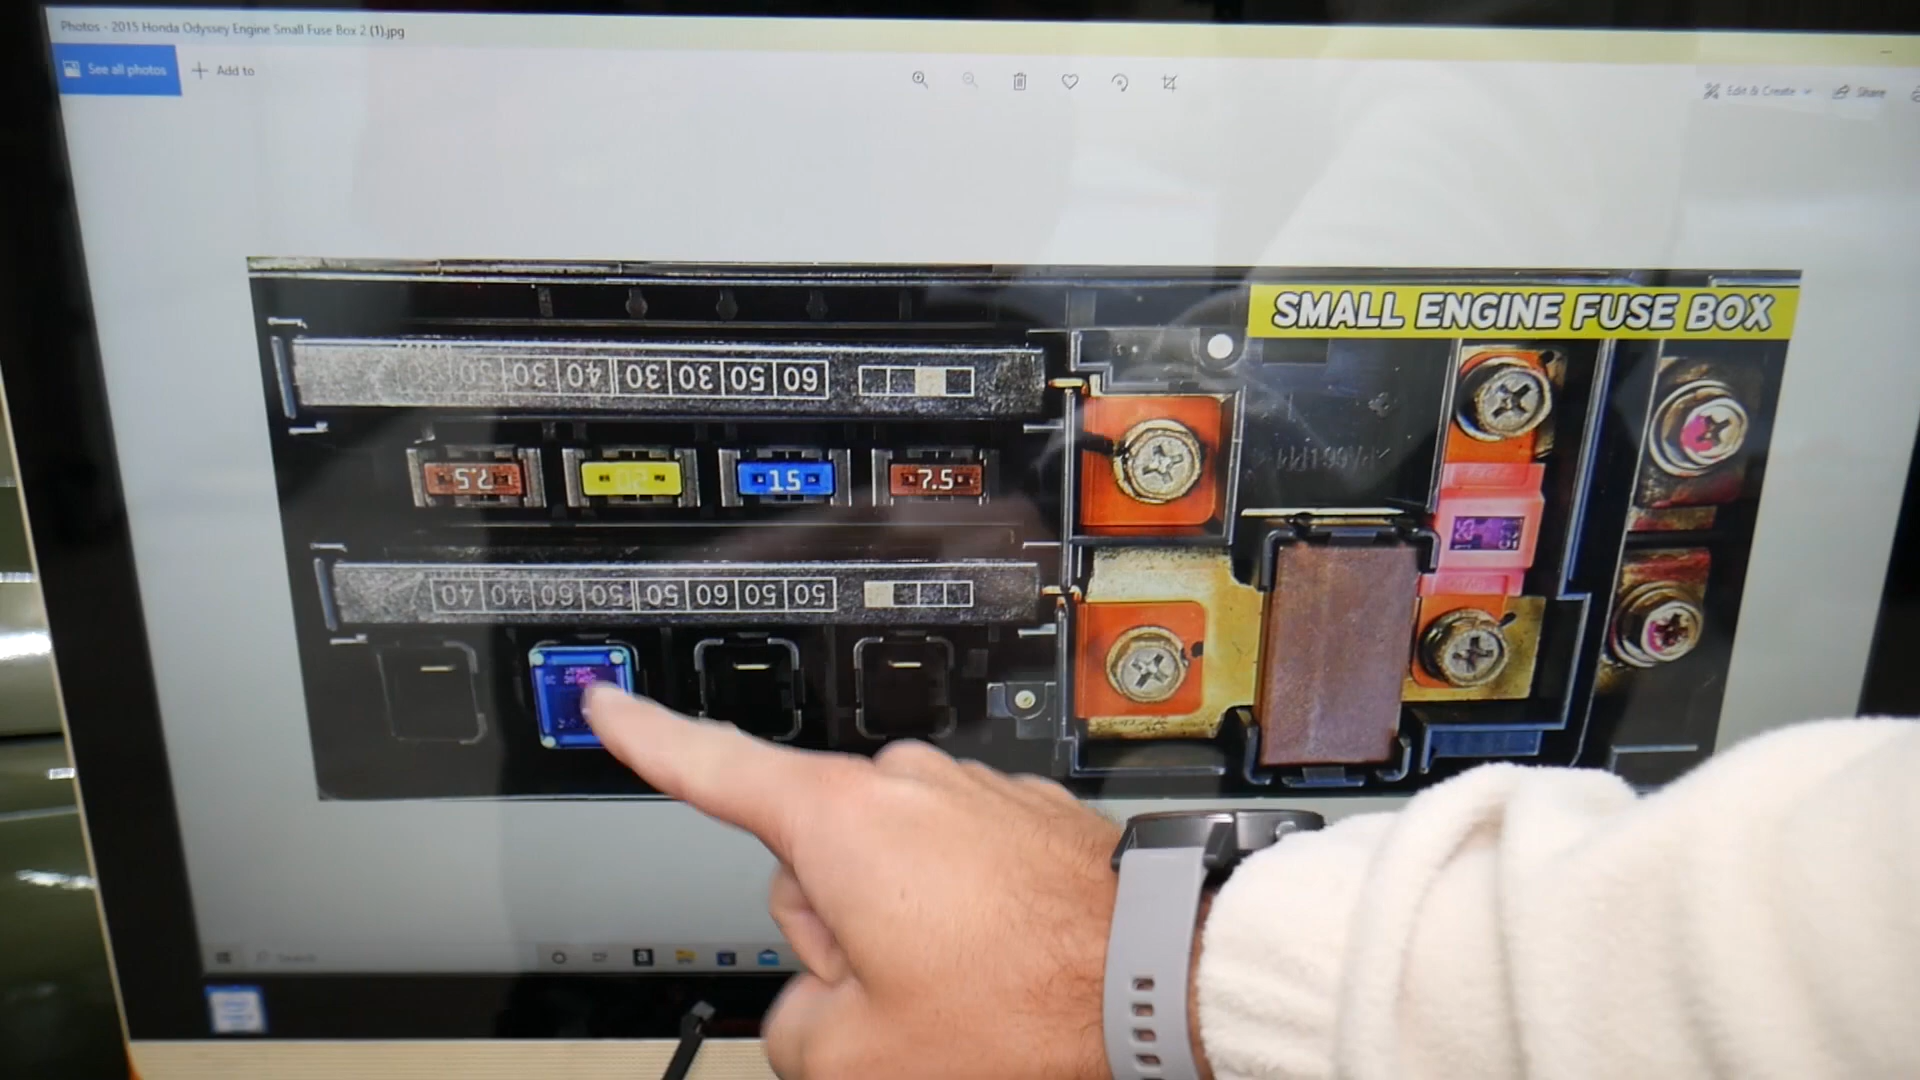 Photos - 2015 Honda Odyssey Engine Small Fuse Box 2 (1).jpg
See all photos
Add to
Edit & Create
Share
SMALL ENGINE FUSE BOX
30 40 30 30 50 60
7.5
20
15
7.5
40 40 60 50 50 60 50 50
Search